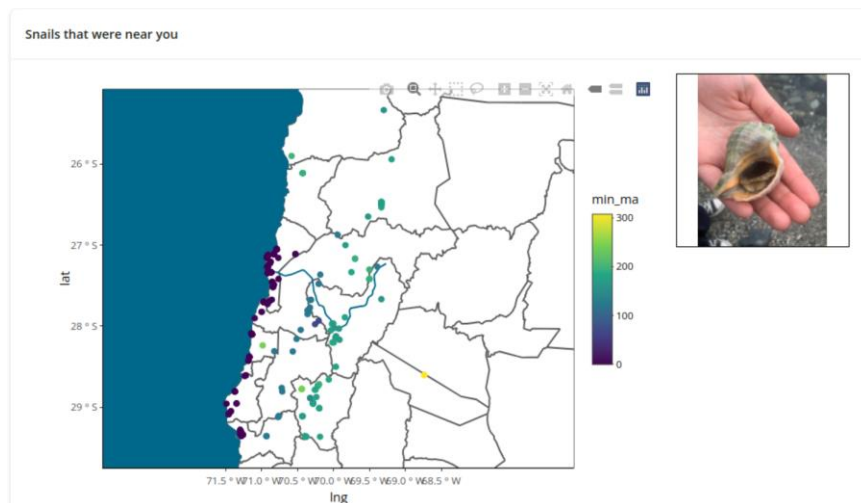 Snails that were near you
26 ° S
27 ° S
28 ° S
29 ° S
lat
71.5 ° W71.0 ° W70.5 ° W70.0 ° W69.5 ° W69.0 ° W68.5 ° W
lng
min_ma
300
200
100
0